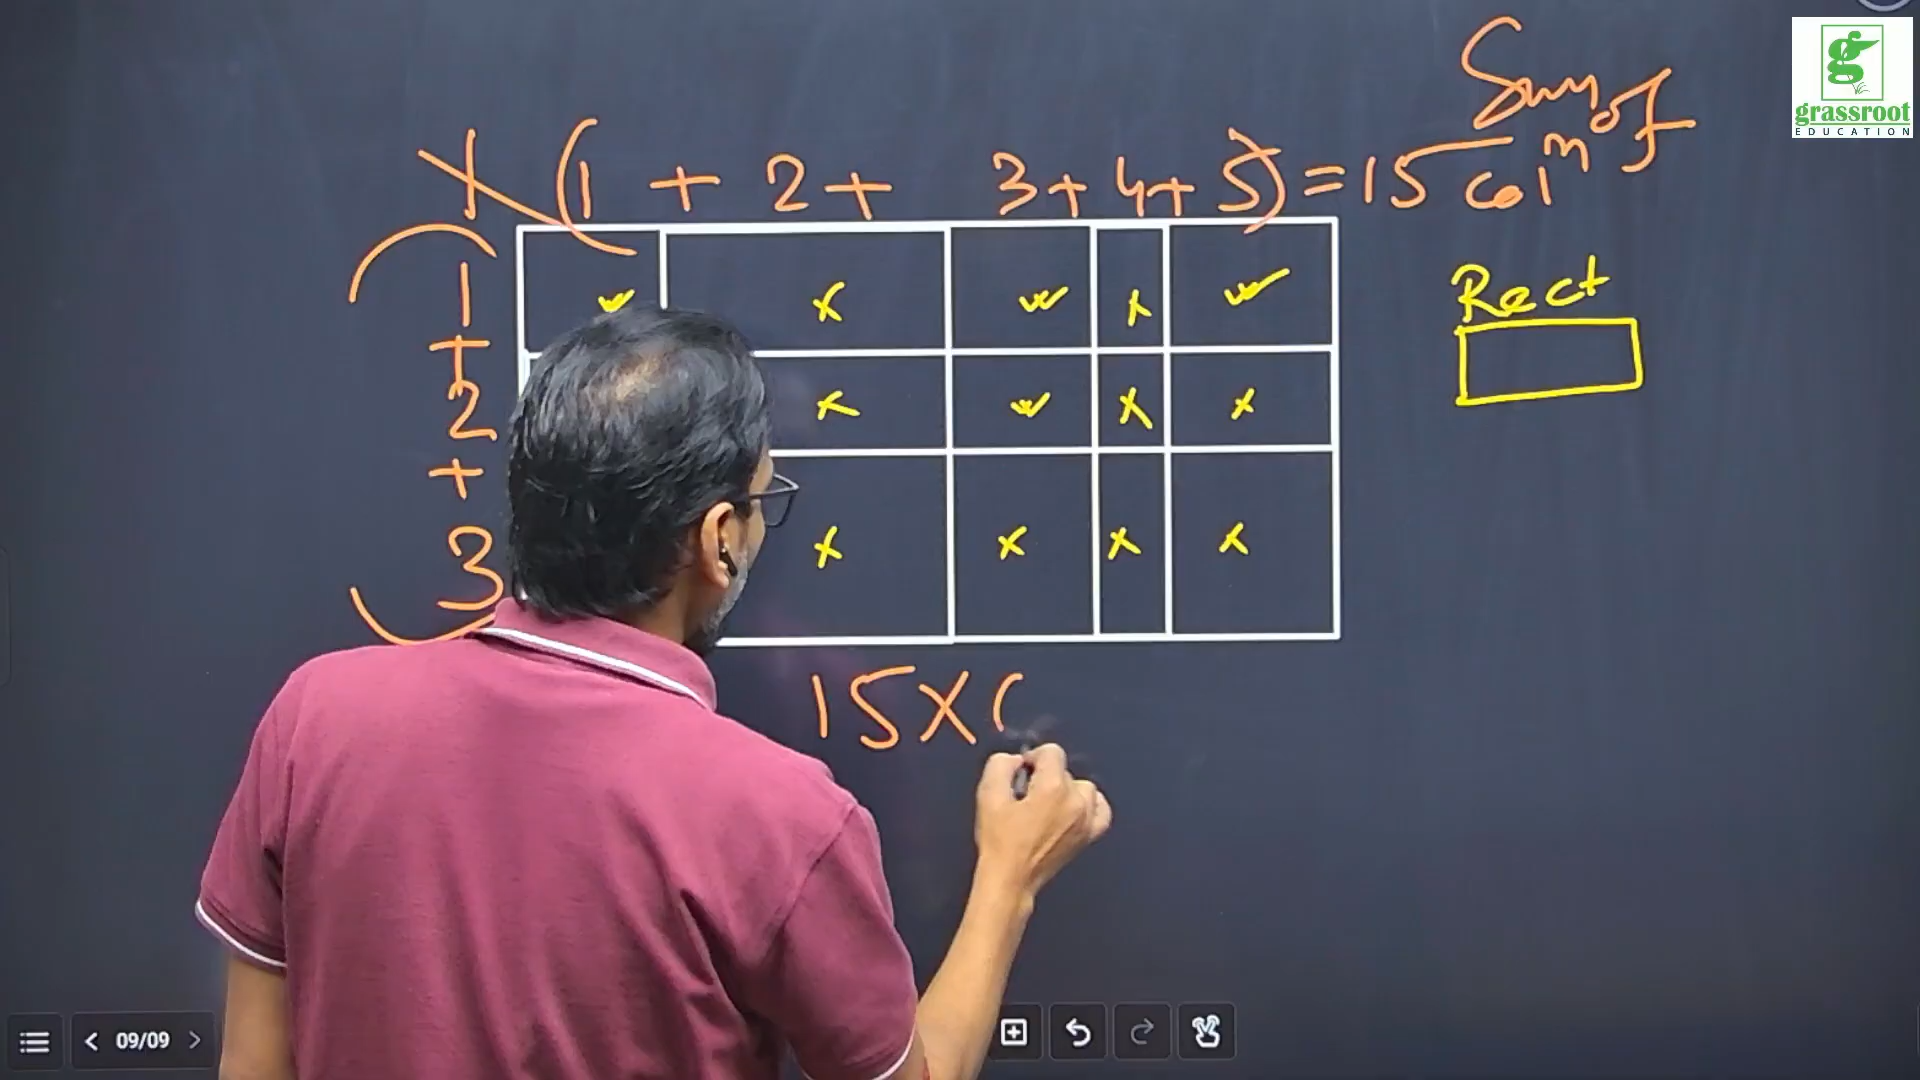 Sum of
X (1 + 2 + 3 + 4 + 5) = 15
Coln
1
+
2
+
3
Rect
15 X (
grassroot
EDUCATION
09/09